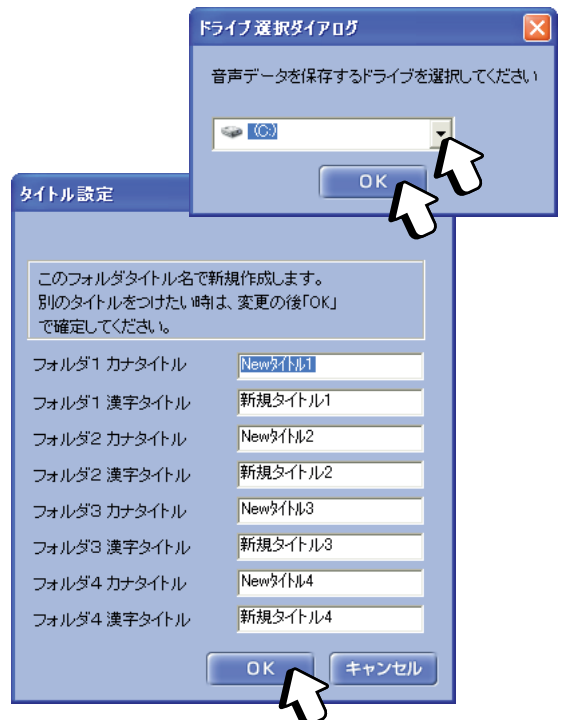 ドライブ選択ダイアログ
音声データを保存するドライブを選択してください
(C:)
OK
タイトル設定
このフォルダタイトル名で新規作成します。
別のタイトルをつけたい時は、変更の後「OK」
で確定してください。
フォルダ1 カナタイトル Newﾀｲﾄﾙ1
フォルダ1 漢字タイトル 新規タイトル1
フォルダ2 カナタイトル Newﾀｲﾄﾙ2
フォルダ2 漢字タイトル 新規タイトル2
フォルダ3 カナタイトル Newﾀｲﾄﾙ3
フォルダ3 漢字タイトル 新規タイトル3
フォルダ4 カナタイトル Newﾀｲﾄﾙ4
フォルダ4 漢字タイトル 新規タイトル4
OK キャンセル